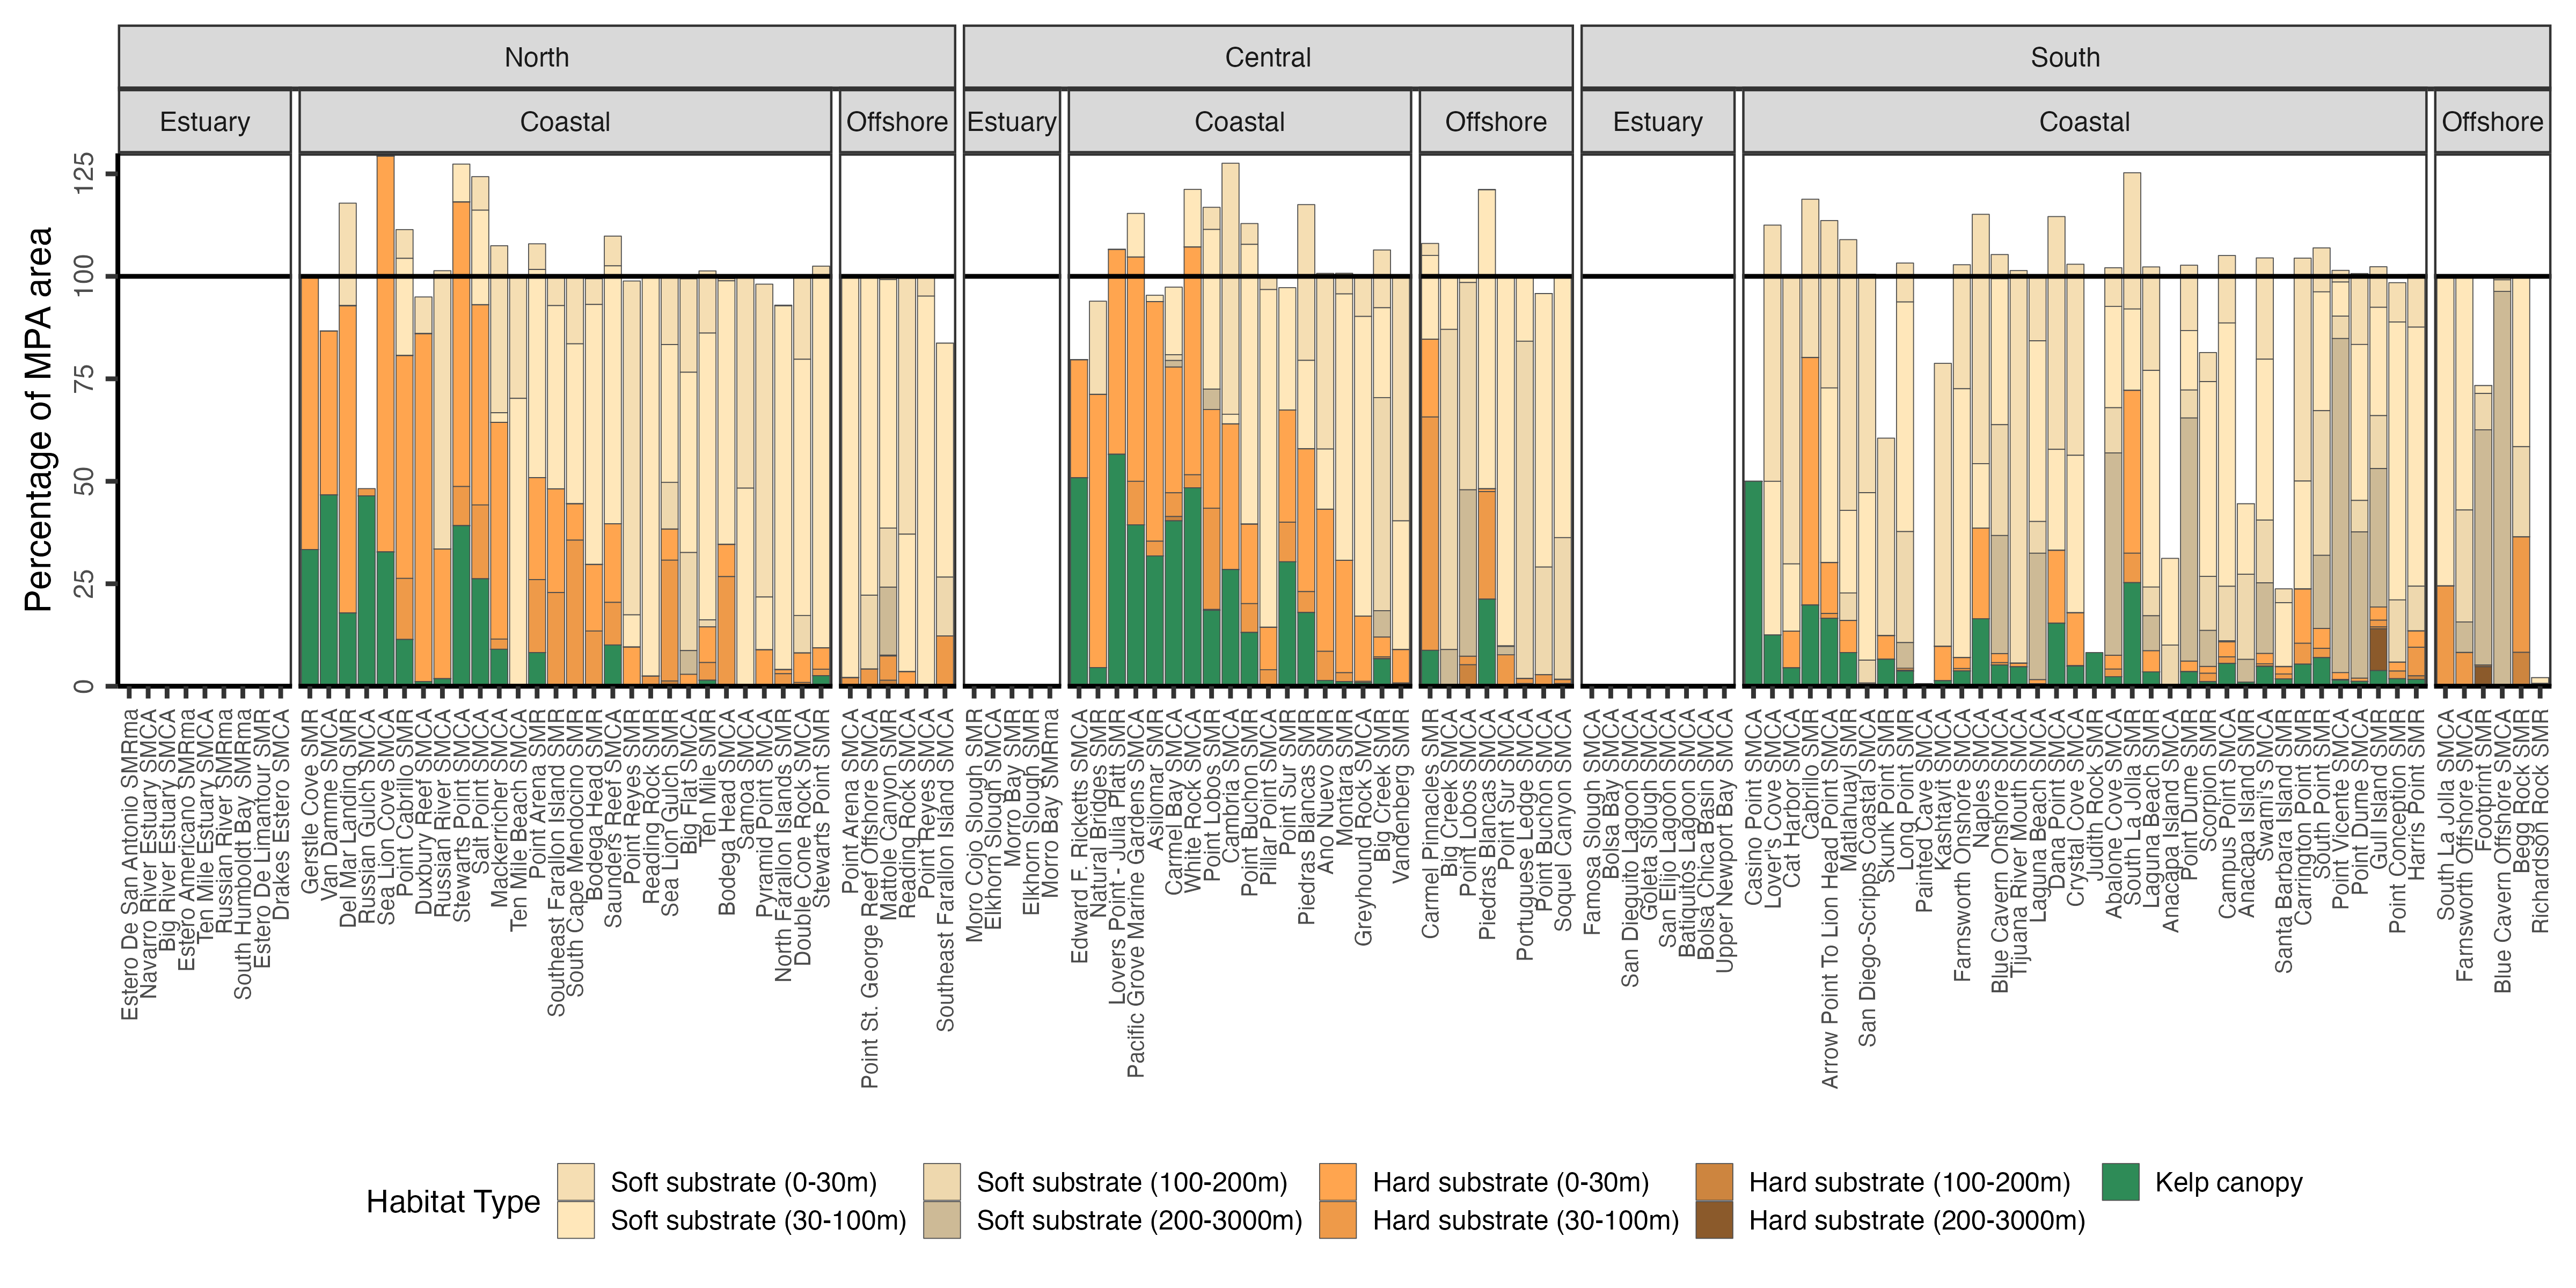 North
Central
South
Estuary
Coastal
Offshore
Estuary
Coastal
Offshore
Estuary
Coastal
Offshore
Percentage of MPA area
125
100
75
50
25
0
Estero De San Antonio SMRma
Navarro River Estuary SMCA
Big River Estuary SMCA
Estero Americano SMRma
Ten Mile Estuary SMCA
Russian River SMRma
South Humboldt Bay SMRma
Estero De Limantour SMR
Drakes Estero SMCA
Gerstle Cove SMR
Van Damme SMCA
Del Mar Landing SMR
Russian Gulch SMCA
Sea Lion Cove SMCA
Point Cabrillo SMR
Duxbury Reef SMCA
Russian River SMCA
Stewarts Point SMCA
Salt Point SMCA
Mackerricher SMCA
Ten Mile Beach SMCA
Point Arena SMR
Southeast Farallon Island SMR
South Cape Mendocino SMR
Bodega Head SMR
Saunders Reef SMCA
Point Reyes SMR
Reading Rock SMR
Sea Lion Gulch SMR
Big Flat SMCA
Ten Mile SMR
Bodega Head SMCA
Samoa SMCA
Pyramid Point SMCA
North Farallon Islands SMR
Double Cone Rock SMCA
Stewarts Point SMR
Point Arena SMCA
Point St. George Reef Offshore SMCA
Mattole Canyon SMR
Reading Rock SMCA
Point Reyes SMCA
Southeast Farallon Island SMCA
Moro Cojo Slough SMR
Elkhorn Slough SMCA
Morro Bay SMR
Elkhorn Slough SMR
Morro Bay SMRma
Edward F. Ricketts SMCA
Natural Bridges SMR
Lovers Point - Julia Platt SMR
Pacific Grove Marine Gardens SMCA
Asilomar SMR
Carmel Bay SMCA
White Rock SMCA
Point Lobos SMR
Cambria SMCA
Point Buchon SMR
Pillar Point SMCA
Point Sur SMR
Piedras Blancas SMR
Ano Nuevo SMR
Montara SMR
Greyhound Rock SMCA
Big Creek SMR
Vandenberg SMR
Carmel Pinnacles SMR
Big Creek SMCA
Point Lobos SMCA
Piedras Blancas SMCA
Point Sur SMCA
Portuguese Ledge SMCA
Point Buchon SMCA
Soquel Canyon SMCA
Famosa Slough SMCA
Bolsa Bay SMCA
San Dieguito Lagoon SMCA
Goleta Slough SMCA
San Elijo Lagoon SMCA
Batiquitos Lagoon SMCA
Bolsa Chica Basin SMCA
Upper Newport Bay SMCA
Casino Point SMCA
Lover's Cove SMCA
Cat Harbor SMCA
Cabrillo SMR
Arrow Point To Lion Head Point SMCA
Matlahuayl SMR
San Diego-Scripps Coastal SMCA
Skunk Point SMR
Long Point SMR
Painted Cave SMCA
Kashtayit SMCA
Farnsworth Onshore SMCA
Naples SMCA
Blue Cavern Onshore SMCA
Tijuana River Mouth SMCA
Laguna Beach SMCA
Dana Point SMCA
Crystal Cove SMCA
Judith Rock SMR
Abalone Cove SMCA
South La Jolla SMR
Laguna Beach SMR
Anacapa Island SMCA
Point Dume SMR
Scorpion SMR
Campus Point SMCA
Anacapa Island SMR
Swami's SMCA
Santa Barbara Island SMR
Carrington Point SMR
South Point SMR
Point Vicente SMCA
Point Dume SMCA
Gull Island SMR
Point Conception SMR
Harris Point SMR
South La Jolla SMCA
Farnsworth Offshore SMCA
Footprint SMR
Blue Cavern Offshore SMCA
Begg Rock SMR
Richardson Rock SMR
Habitat Type
Soft substrate (0-30m)
Soft substrate (30-100m)
Soft substrate (100-200m)
Soft substrate (200-3000m)
Hard substrate (0-30m)
Hard substrate (30-100m)
Hard substrate (100-200m)
Hard substrate (200-3000m)
Kelp canopy